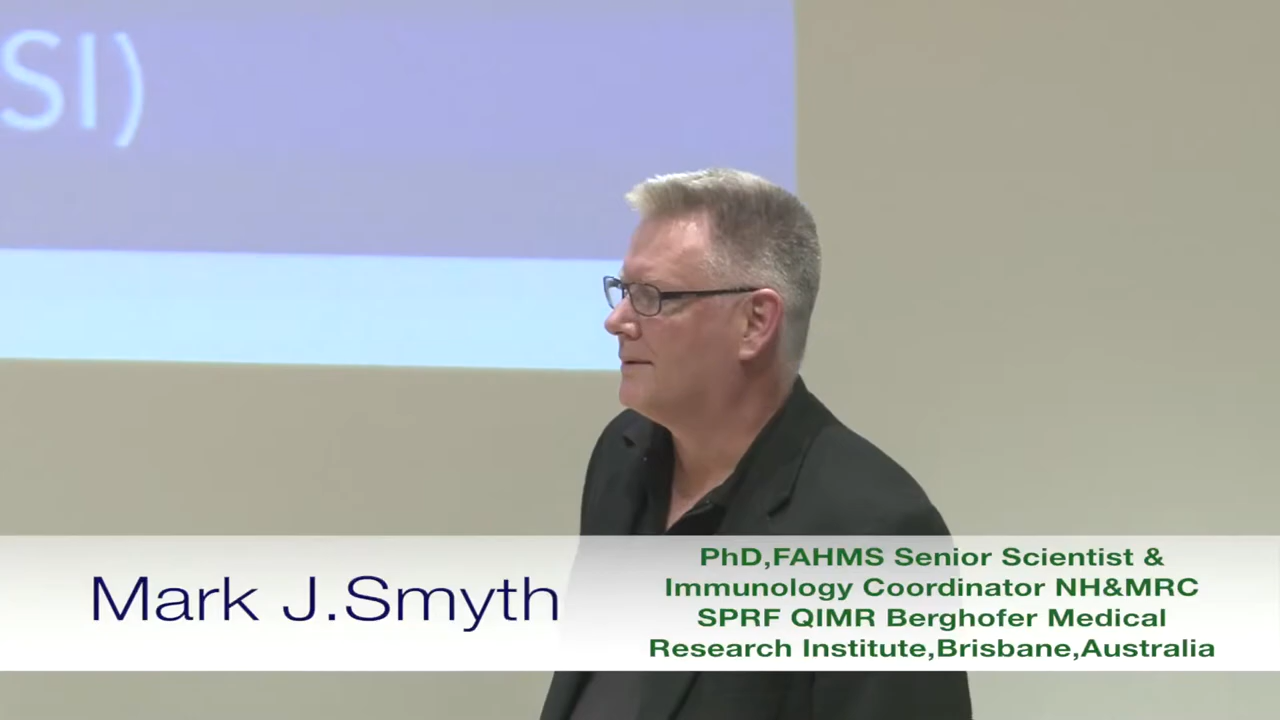 SI)
Mark J.Smyth
PhD,FAHMS Senior Scientist &
Immunology Coordinator NH&MRC
SPRF QIMR Berghofer Medical
Research Institute,Brisbane,Australia